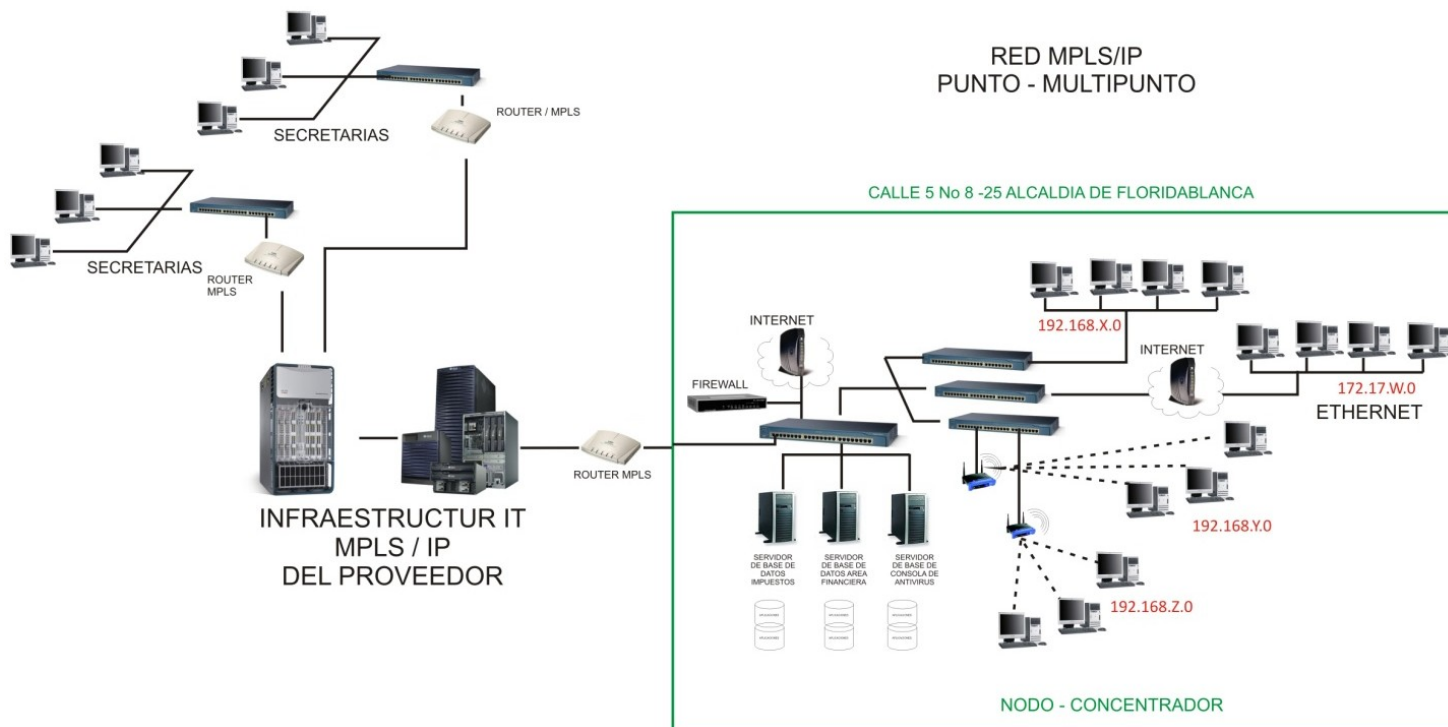 RED MPLS/IP
PUNTO - MULTIPUNTO
ROUTER / MPLS
SECRETARIAS
SECRETARIAS
ROUTER
MPLS
CALLE 5 No 8 -25 ALCALDIA DE FLORIDABLANCA
INTERNET
FIREWALL
192.168.X.0
INTERNET
172.17.W.0
ETHERNET
ROUTER MPLS
192.168.Y.0
INFRAESTRUCTUR IT
MPLS / IP
DEL PROVEEDOR
SERVIDOR
DE BASE DE
DATOS
IMPUESTOS
SERVIDOR
DE BASE DE
DATOS AREA
FINANCIERA
SERVIDOR
DE BASE DE
CONSOLA DE
ANTIVIRUS
192.168.Z.0
NODO - CONCENTRADOR